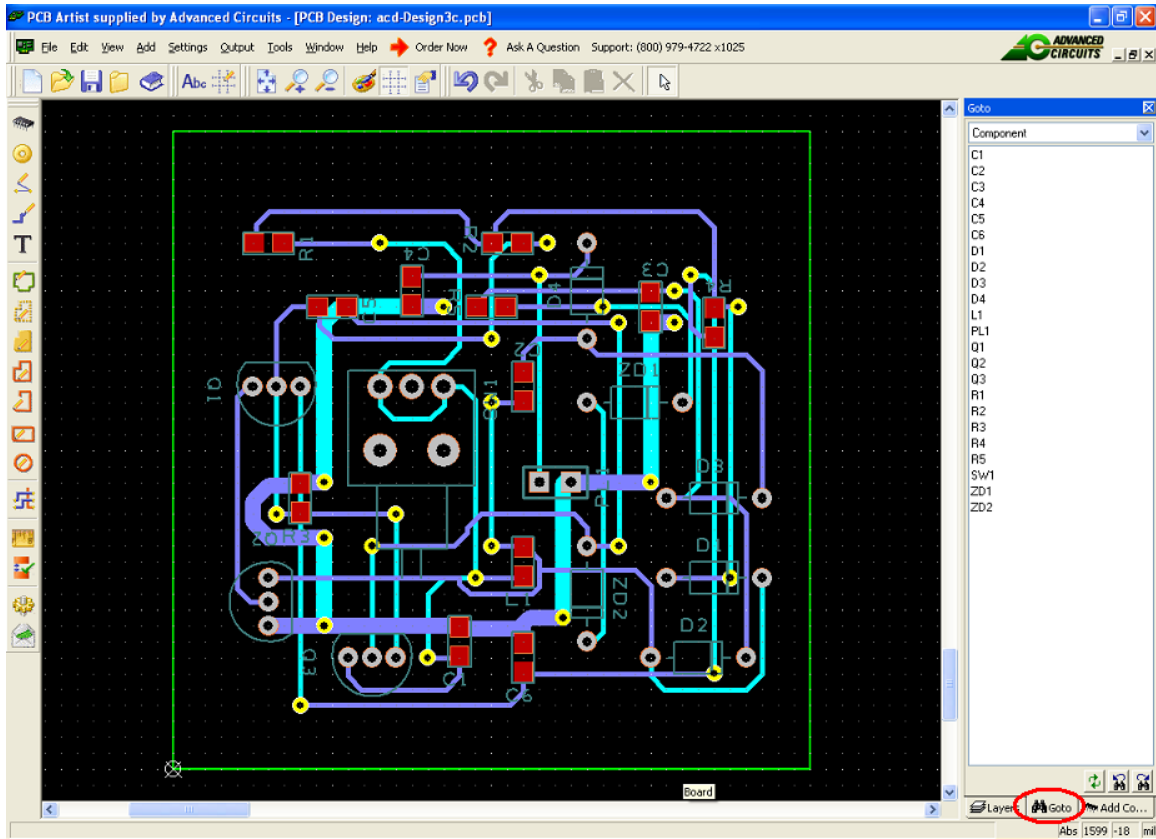 PCB Artist supplied by Advanced Circuits - [PCB Design: acd-Design3c.pcb]
File Edit View Add Settings Output Tools Window Help Order Now ? Ask A Question Support: (800) 979-4722 x1025
ADVANCED
CIRCUITS
Abc
T
Goto
Component
C1
C2
C3
C4
C5
C6
D1
D2
D3
D4
L1
PL1
Q1
Q2
Q3
R1
R2
R3
R4
R5
SW1
ZD1
ZD2
R1
C4
C3
D4
C2
ZD1
Q1
D3
R3
D1
L1
ZD2
D2
Q3
C1
C6
Board
Layers
Goto
Add Co...
Abs 1599 -18 mil